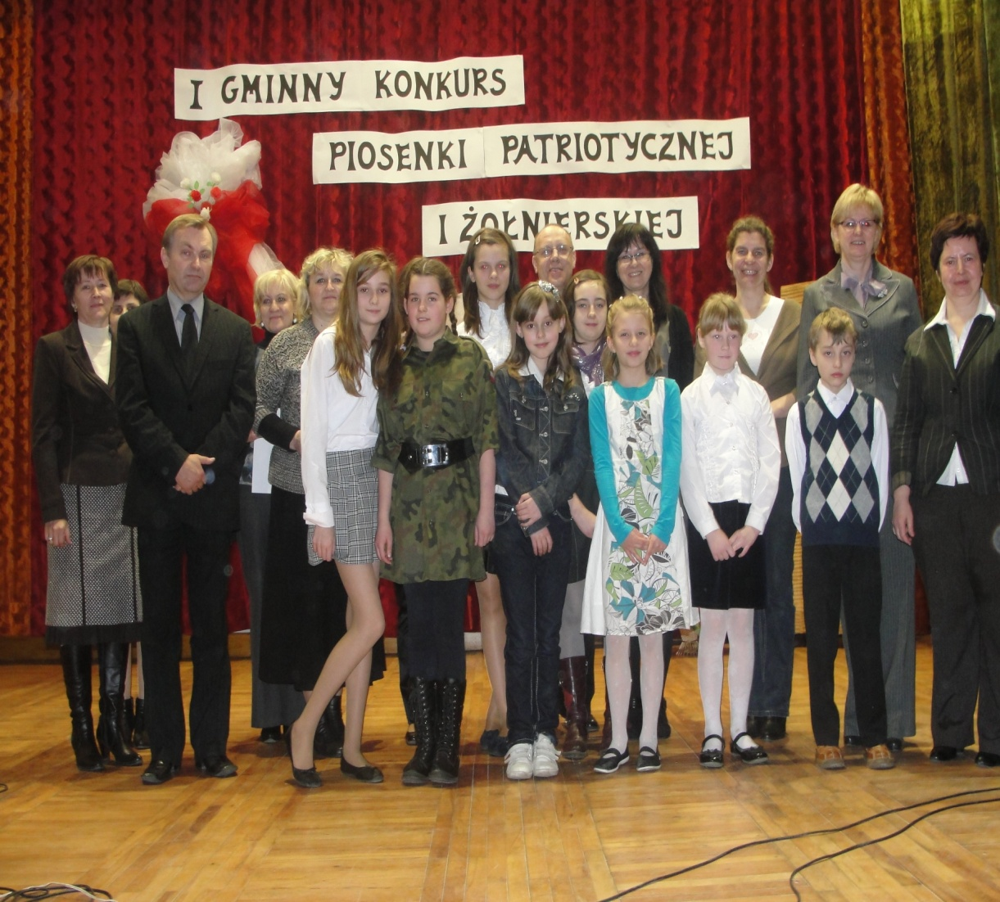 I GMINNY KONKURS
PIOSENKI PATRIOTYCZNEJ
I ŻOŁNIERSKIEJ